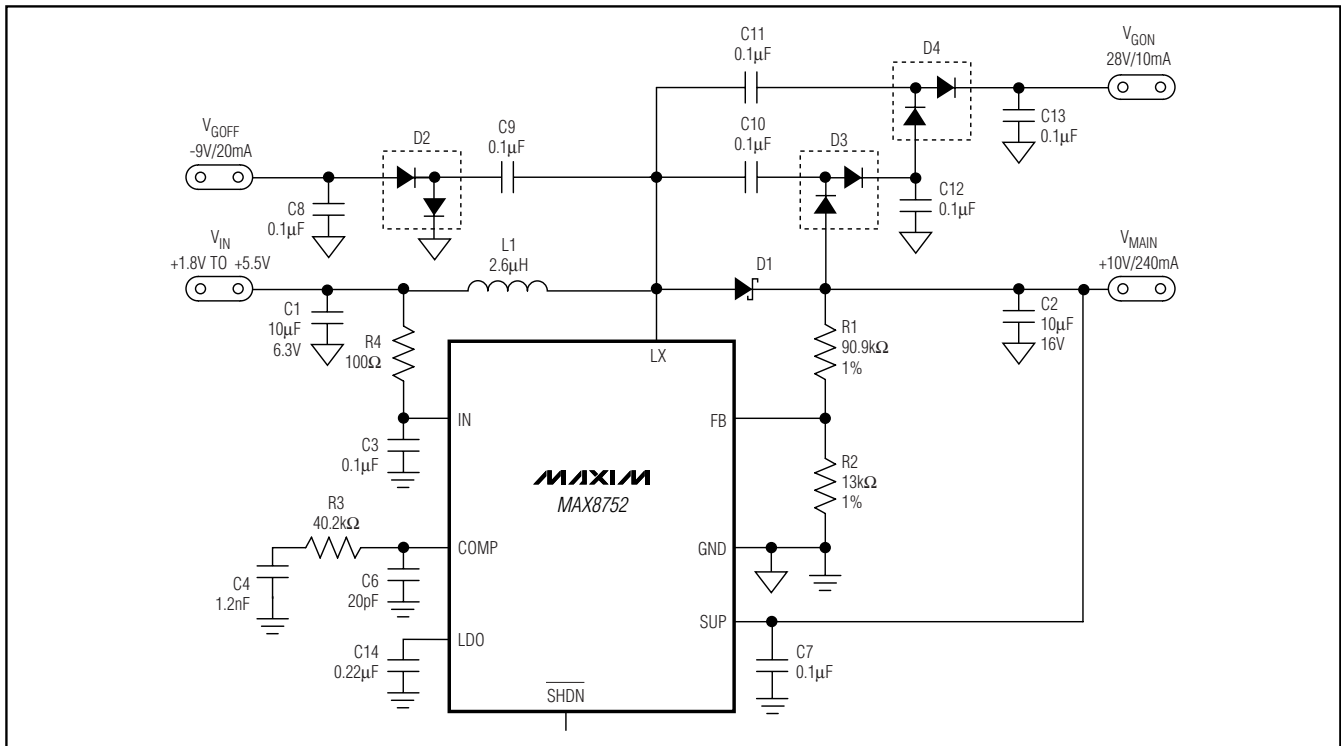 C11
0.1µF
D4
VGON
28V/10mA
C13
0.1µF
VGOFF
-9V/20mA
D2
C9
0.1µF
C10
0.1µF
D3
C12
0.1µF
C8
0.1µF
VIN
+1.8V TO +5.5V
L1
2.6µH
D1
VMAIN
+10V/240mA
C1
10µF
6.3V
R4
100Ω
LX
R1
90.9kΩ
1%
C2
10µF
16V
IN
FB
C3
0.1µF
MAXIM
MAX8752
R2
13kΩ
1%
R3
40.2kΩ
COMP
GND
C4
1.2nF
C6
20pF
SUP
LDO
C14
0.22µF
C7
0.1µF
SHDN